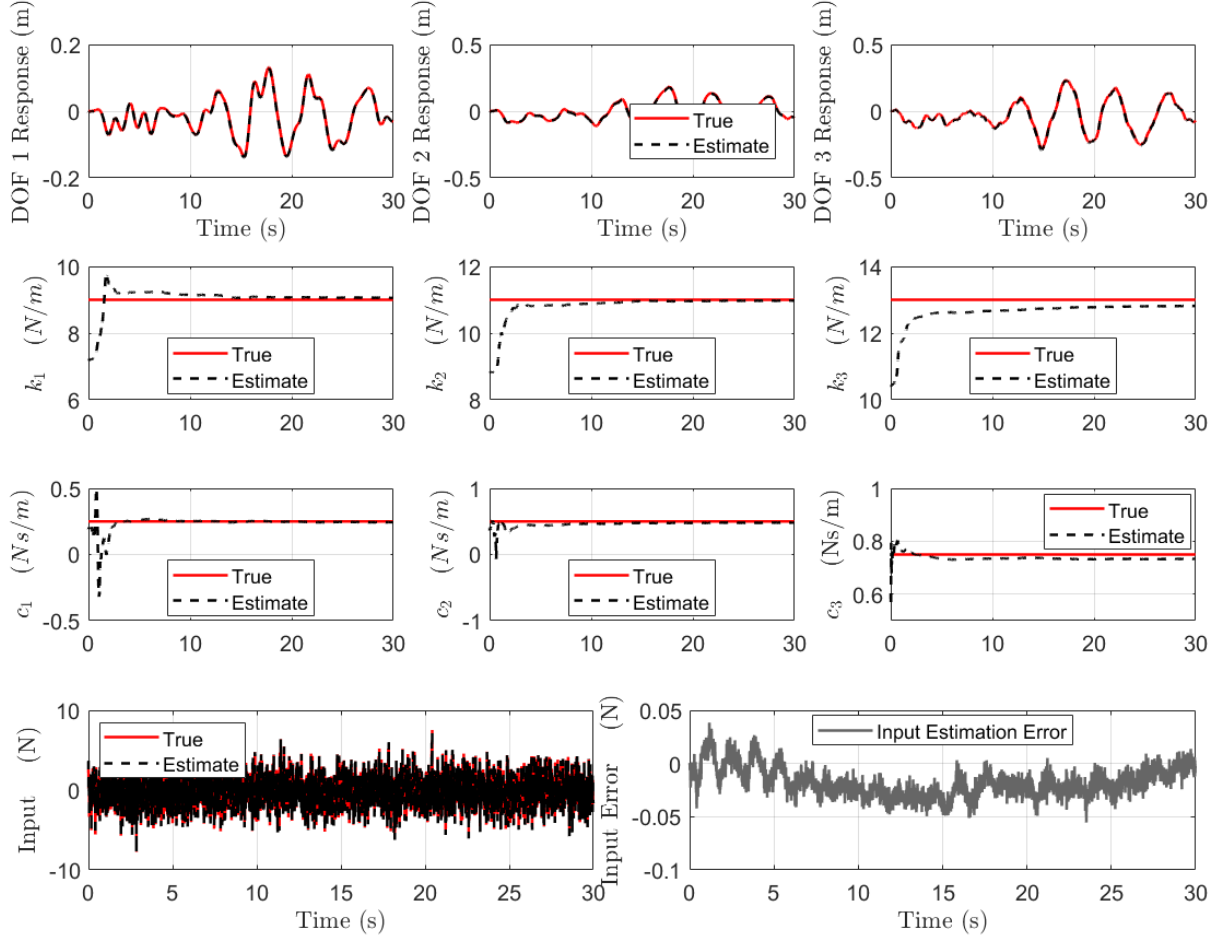 DOF 1 Response (m)
0.2
0
-0.2
0 10 20 30
Time (s)
DOF 2 Response (m)
0.5
0
-0.5
0 10 20 30
Time (s)
True
Estimate
DOF 3 Response (m)
0.5
0
-0.5
0 10 20 30
Time (s)
k1 (N/m)
10
8
6
0 10 20 30
True
Estimate
k2 (N/m)
12
10
8
0 10 20 30
True
Estimate
k3 (N/m)
14
12
10
0 10 20 30
True
Estimate
c1 (Ns/m)
0.5
0
-0.5
0 10 20 30
True
Estimate
c2 (Ns/m)
1
0
-1
0 10 20 30
True
Estimate
c3 (Ns/m)
1
0.8
0.6
0 10 20 30
True
Estimate
Input (N)
10
0
-10
0 5 10 15 20 25 30
Time (s)
True
Estimate
Input Error (N)
0.05
0
-0.05
-0.1
0 5 10 15 20 25 30
Time (s)
Input Estimation Error